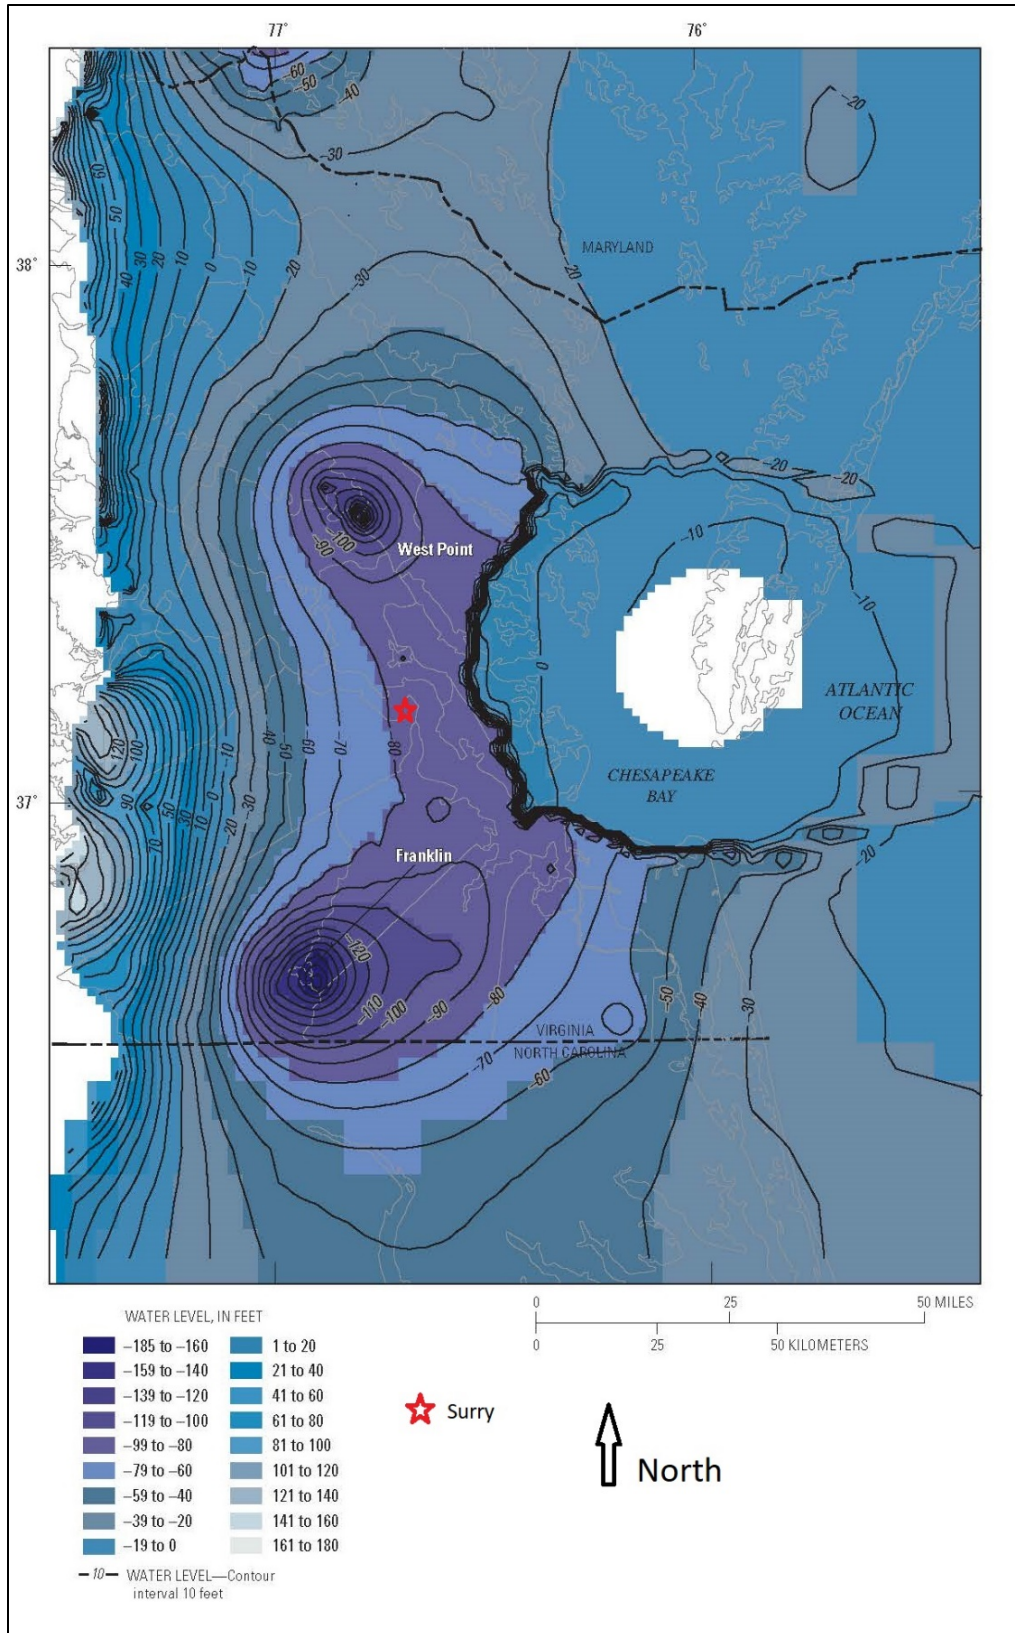 77°
76°
-60
-50
-40
-30
-20
60
50
40
30
20
10
0
-10
20
38°
-30
-20
MARYLAND
-20
-20
-10
-10
-90
-100
West Point
0
ATLANTIC
OCEAN
120
100
90
50
70
30
20
10
-0
-10
20
-30
40
50
60
70
80
37°
CHESAPEAKE
BAY
-20
Franklin
-120
-110
-100
-90
-80
-70
-60
-50
-40
-30
VIRGINIA
NORTH CAROLINA
0 25 50 MILES
0 25 50 KILOMETERS
WATER LEVEL, IN FEET
−185 to −160 1 to 20
−159 to −140 21 to 40
−139 to −120 41 to 60
−119 to −100 61 to 80
−99 to −80 81 to 100
−79 to −60 101 to 120
−59 to −40 121 to 140
−39 to −20 141 to 160
−19 to 0 161 to 180
— 10 — WATER LEVEL—Contour
interval 10 feet
Surry
North